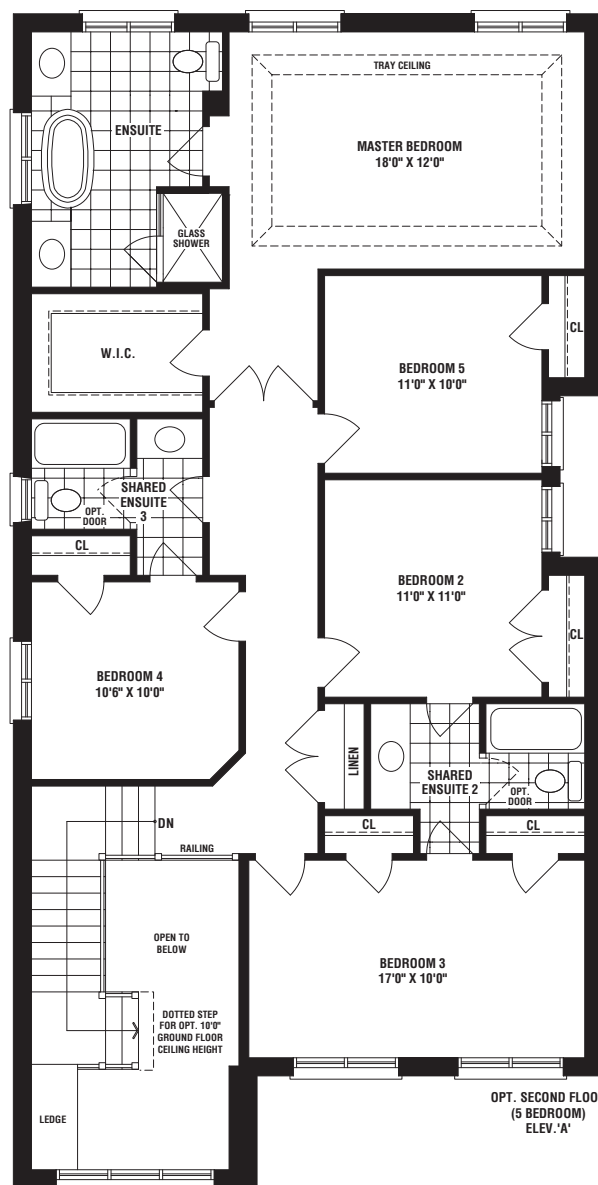 TRAY CEILING
ENSUITE
MASTER BEDROOM
18'0" X 12'0"
GLASS
SHOWER
W.I.C.
CL
BEDROOM 5
11'0" X 10'0"
SHARED
ENSUITE
3
OPT.
DOOR
CL
BEDROOM 2
11'0" X 11'0"
CL
BEDROOM 4
10'6" X 10'0"
LINEN
SHARED
ENSUITE 2
OPT.
DOOR
DN
CL
CL
RAILING
OPEN TO
BELOW
BEDROOM 3
17'0" X 10'0"
DOTTED STEP
FOR OPT. 10'0"
GROUND FLOOR
CEILING HEIGHT
LEDGE
OPT. SECOND FLOO
(5 BEDROOM)
ELEV.'A'